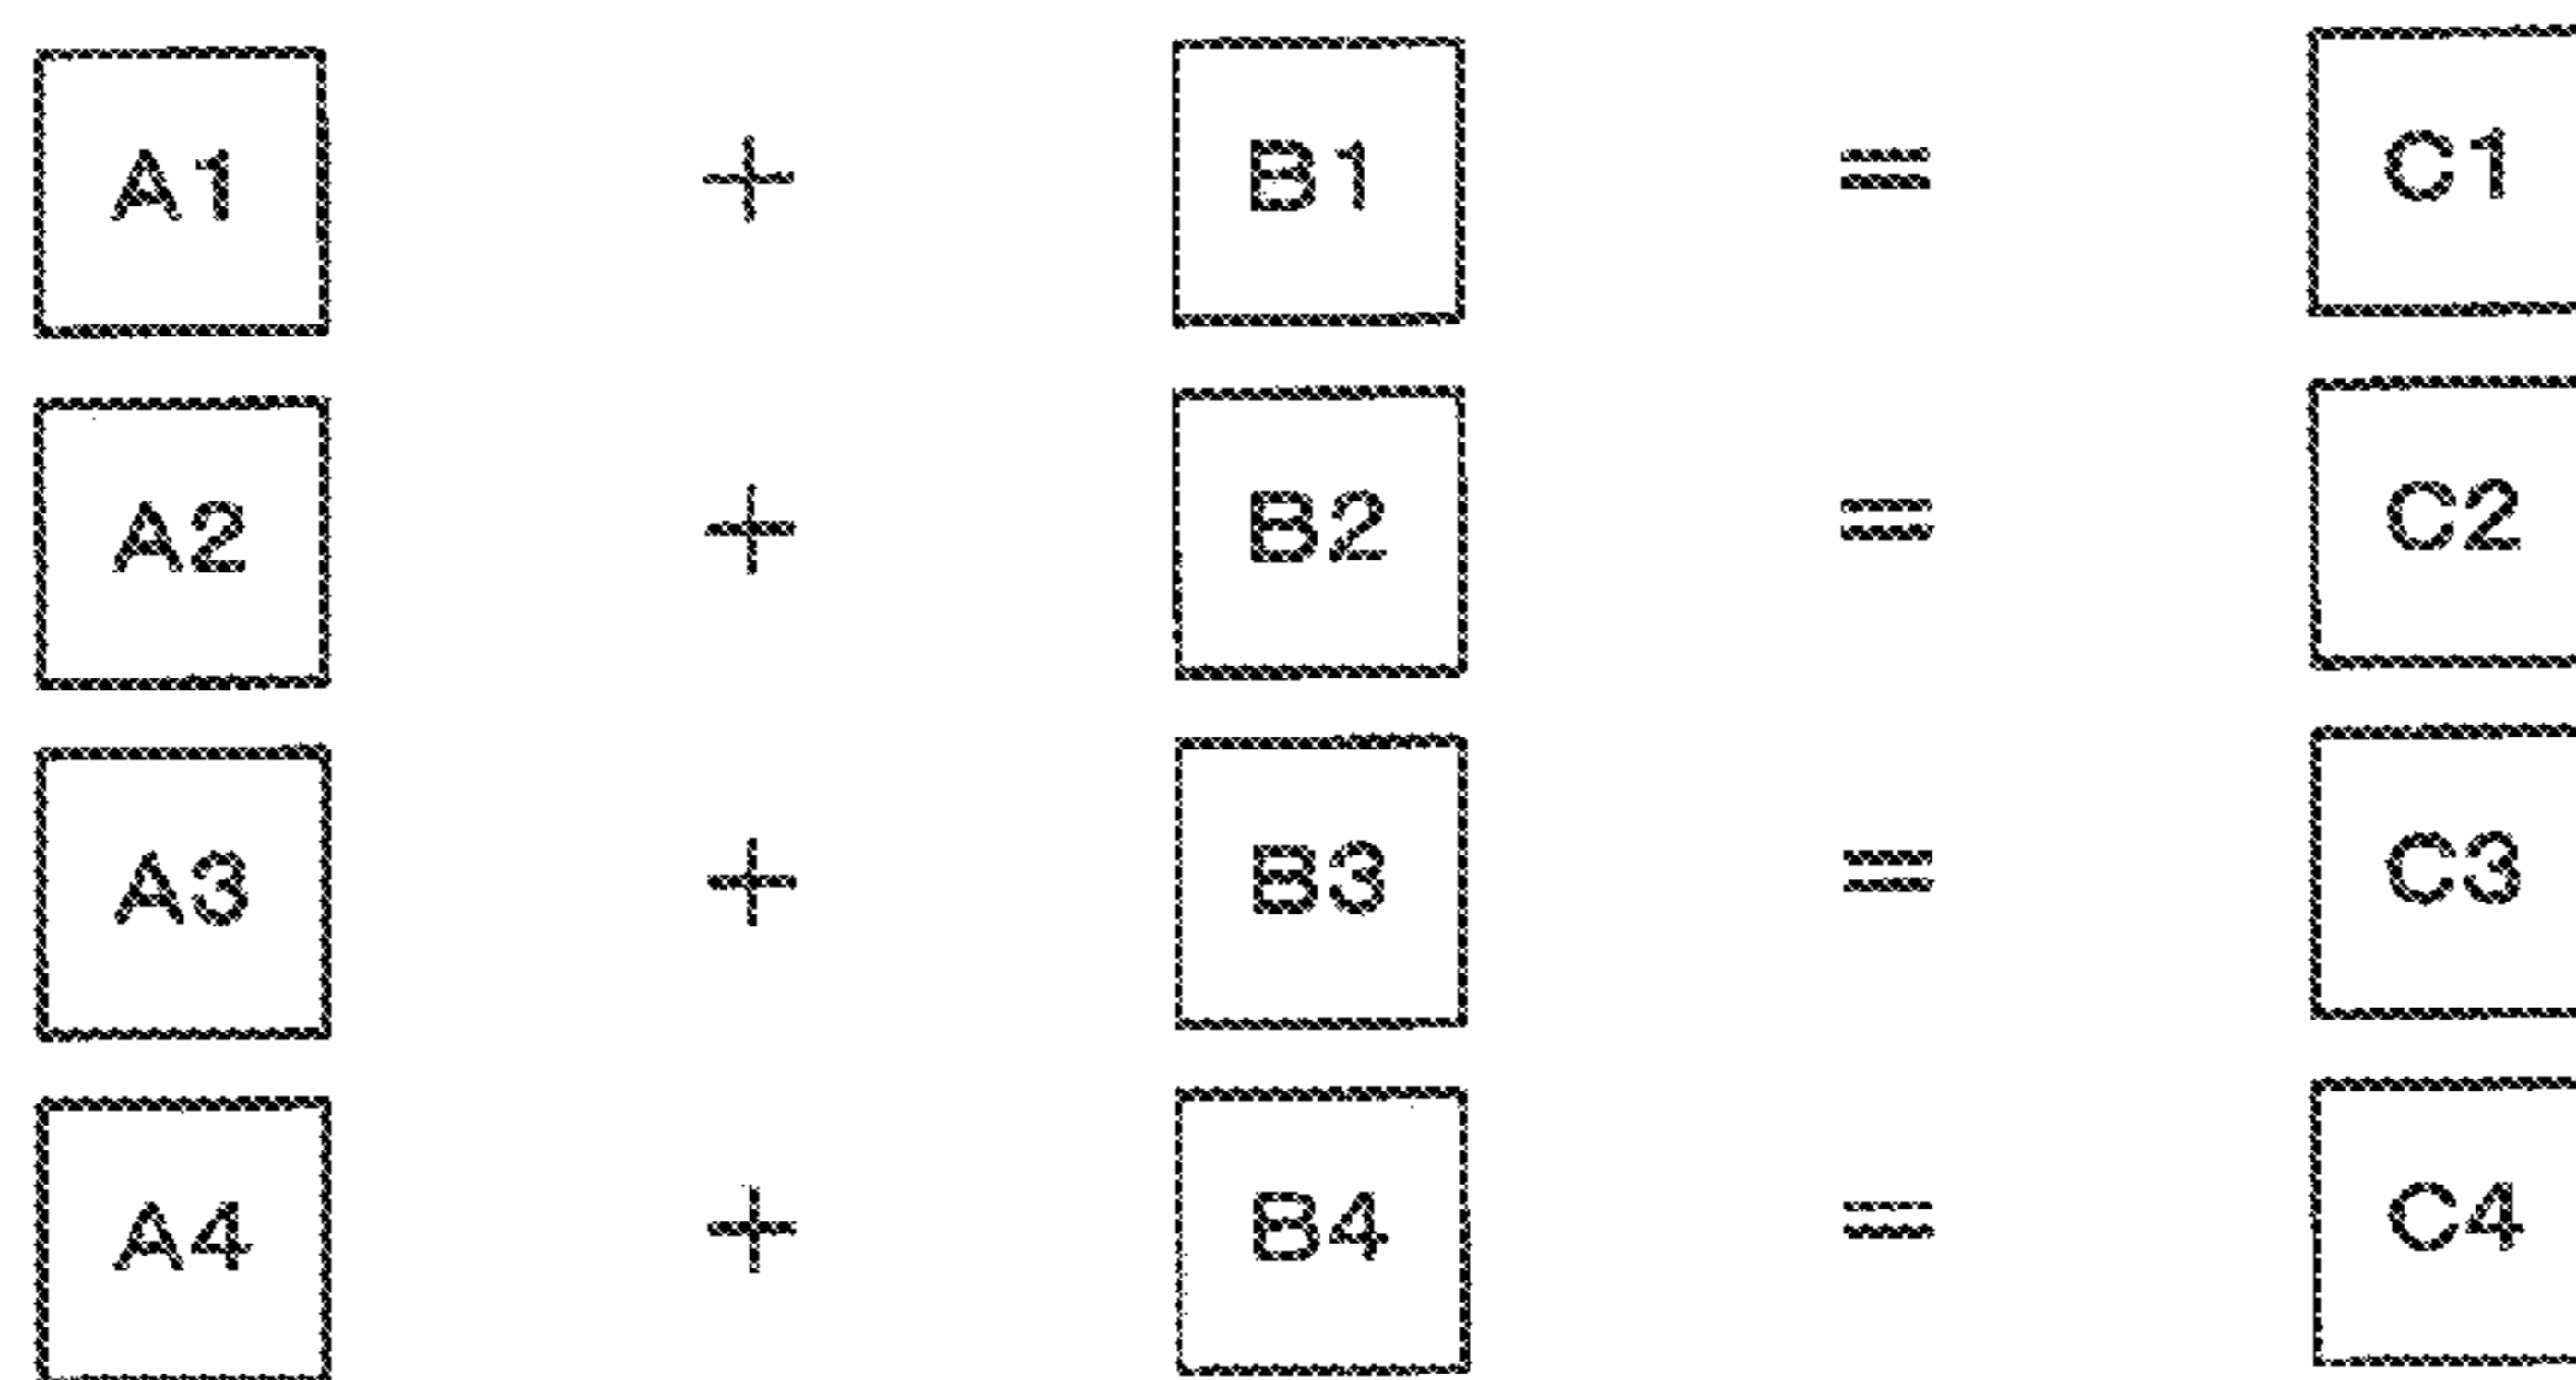 A1 + B1 = C1
A2 + B2 = C2
A3 + B3 = C3
A4 + B4 = C4